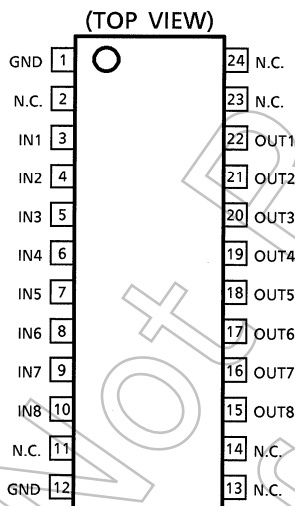 (TOP VIEW)
GND 1 24 N.C.
N.C. 2 23 N.C.
IN1 3 22 OUT1
IN2 4 21 OUT2
IN3 5 20 OUT3
IN4 6 19 OUT4
IN5 7 18 OUT5
IN6 8 17 OUT6
IN7 9 16 OUT7
IN8 10 15 OUT8
N.C. 11 14 N.C.
GND 12 13 N.C.
Not